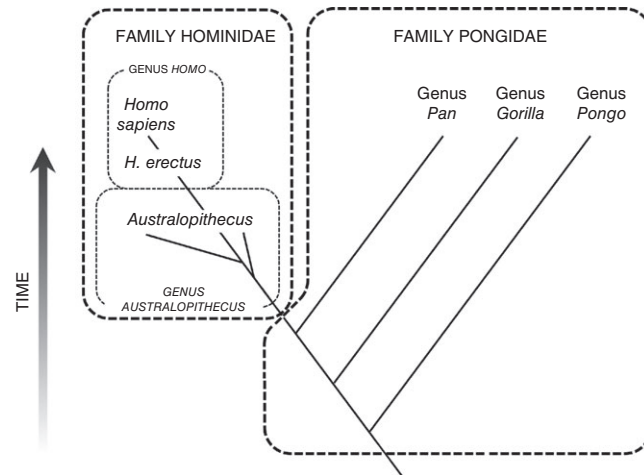 FAMILY HOMINIDAE
FAMILY PONGIDAE
GENUS HOMO
Homo
sapiens
H. erectus
Genus
Pan
Genus
Gorilla
Genus
Pongo
Australopithecus
GENUS
AUSTRALOPITHECUS
TIME